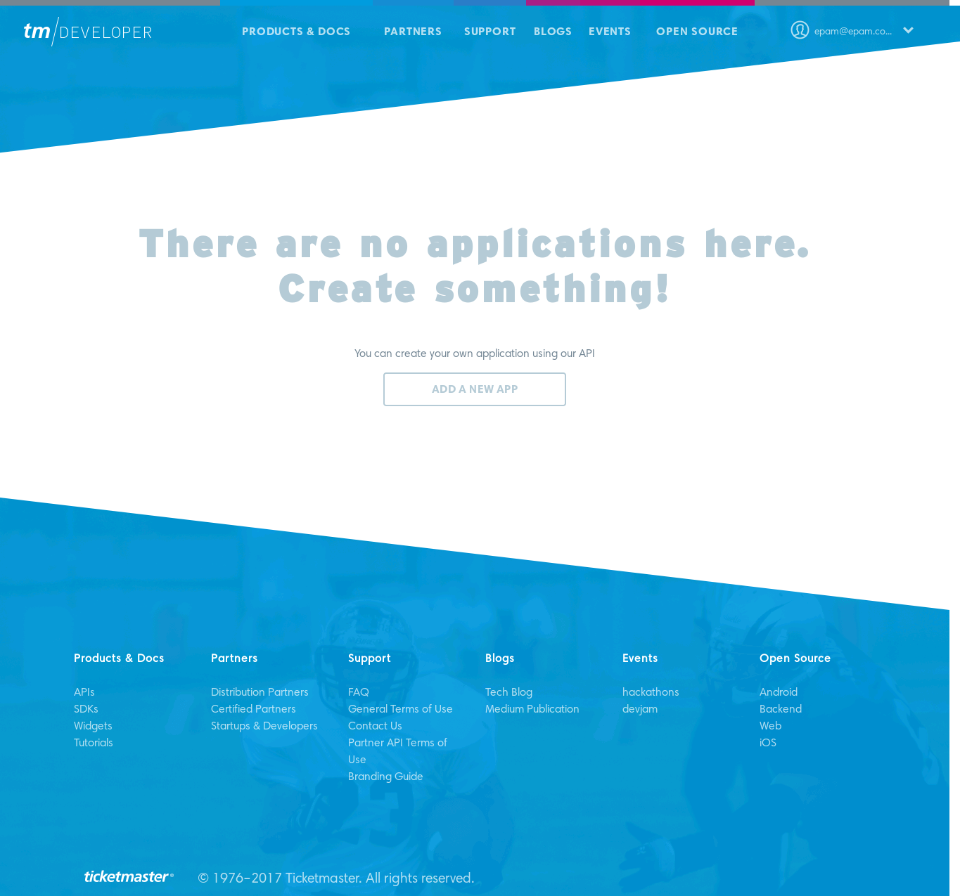 tm/DEVELOPER
PRODUCTS & DOCS PARTNERS SUPPORT BLOGS EVENTS OPEN SOURCE
epam@epam.co...
There are no applications here.
Create something!
You can create your own application using our API
ADD A NEW APP
Products & Docs
APIs
SDKs
Widgets
Tutorials
Partners
Distribution Partners
Certified Partners
Startups & Developers
Support
FAQ
General Terms of Use
Contact Us
Partner API Terms of
Use
Branding Guide
Blogs
Tech Blog
Medium Publication
Events
hackathons
devjam
Open Source
Android
Backend
Web
iOS
ticketmaster®
© 1976-2017 Ticketmaster. All rights reserved.